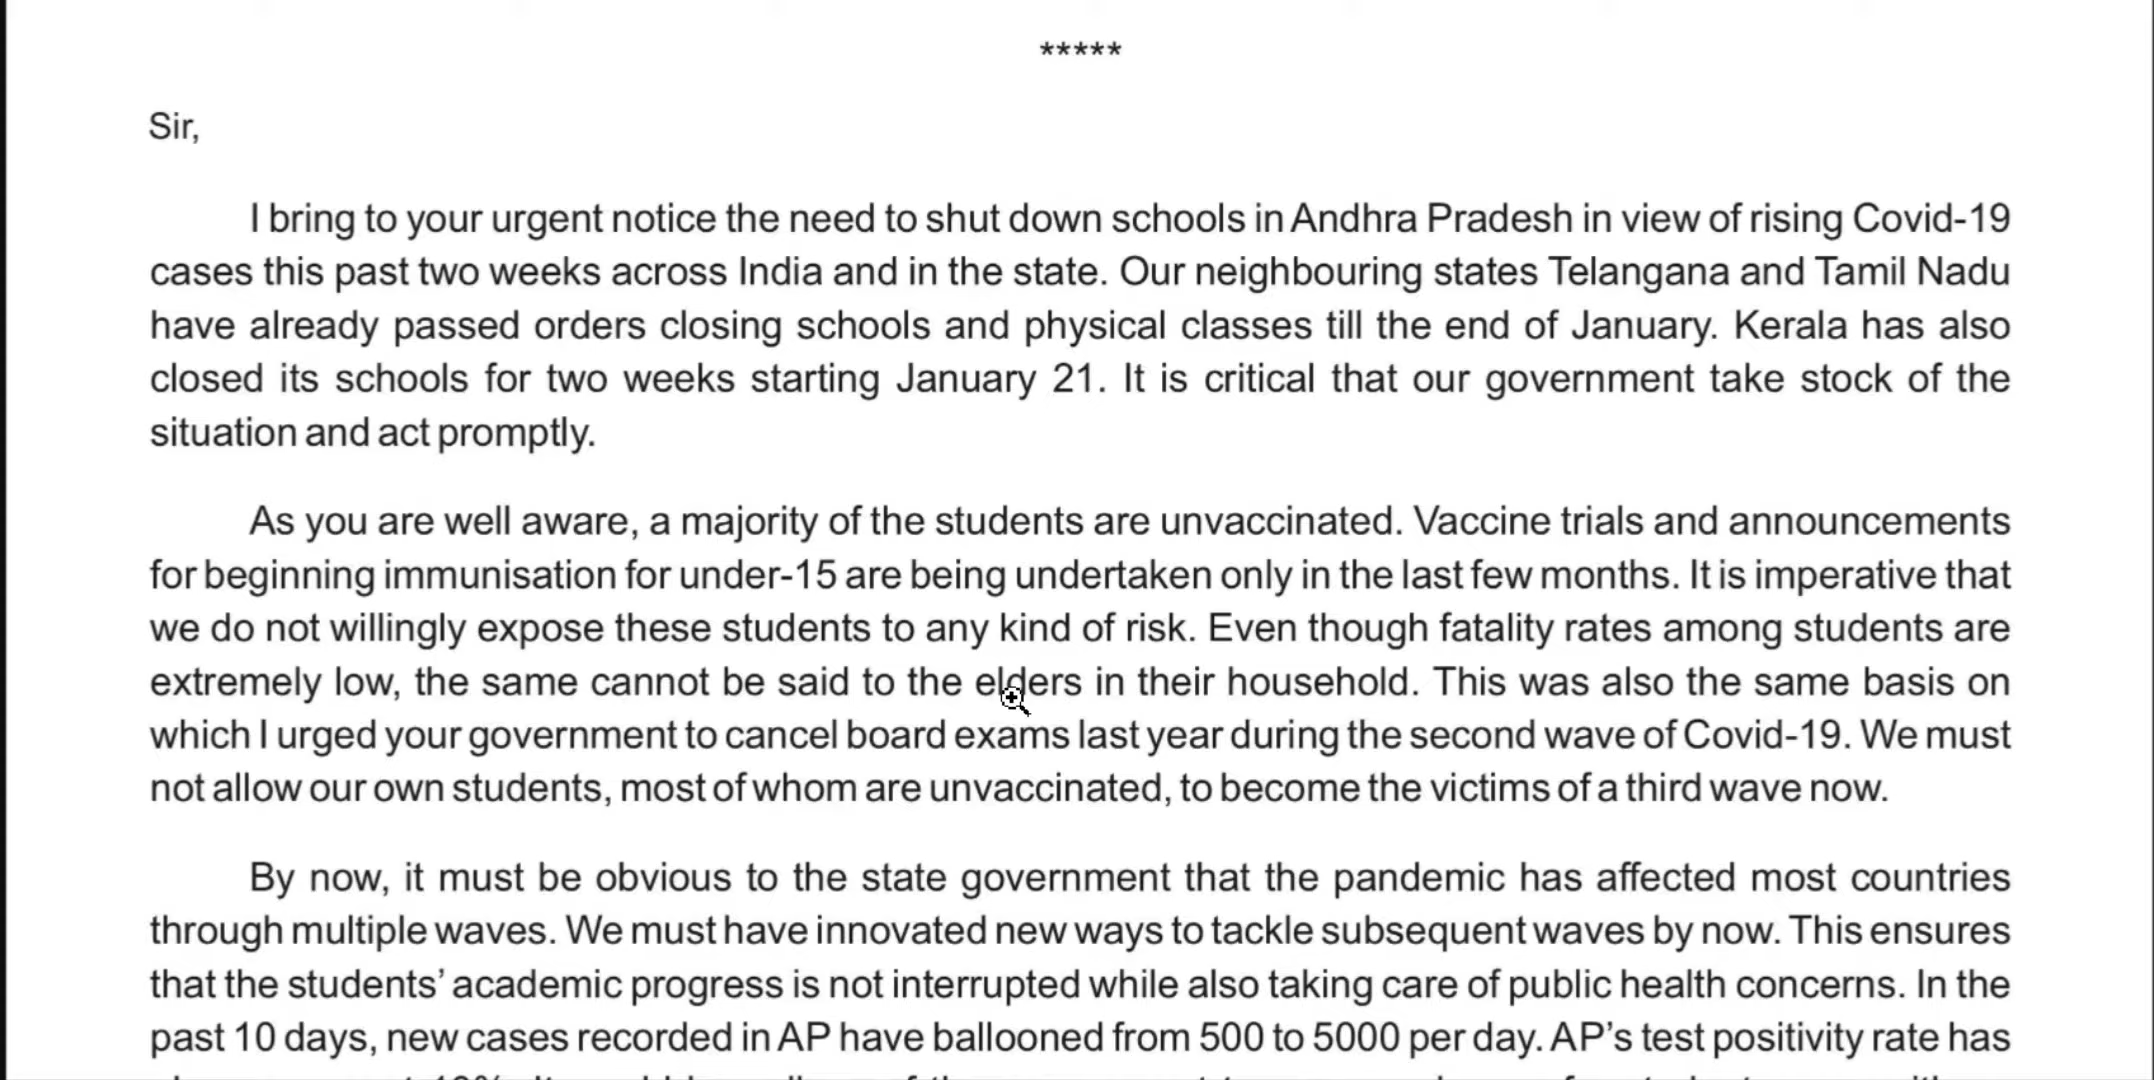 *****
Sir,
I bring to your urgent notice the need to shut down schools in Andhra Pradesh in view of rising Covid-19
cases this past two weeks across India and in the state. Our neighbouring states Telangana and Tamil Nadu
have already passed orders closing schools and physical classes till the end of January. Kerala has also
closed its schools for two weeks starting January 21. It is critical that our government take stock of the
situation and act promptly.
As you are well aware, a majority of the students are unvaccinated. Vaccine trials and announcements
for beginning immunisation for under-15 are being undertaken only in the last few months. It is imperative that
we do not willingly expose these students to any kind of risk. Even though fatality rates among students are
extremely low, the same cannot be said to the elders in their household. This was also the same basis on
which I urged your government to cancel board exams last year during the second wave of Covid-19. We must
not allow our own students, most of whom are unvaccinated, to become the victims of a third wave now.
By now, it must be obvious to the state government that the pandemic has affected most countries
through multiple waves. We must have innovated new ways to tackle subsequent waves by now. This ensures
that the students’ academic progress is not interrupted while also taking care of public health concerns. In the
past 10 days, new cases recorded in AP have ballooned from 500 to 5000 per day. AP’s test positivity rate has